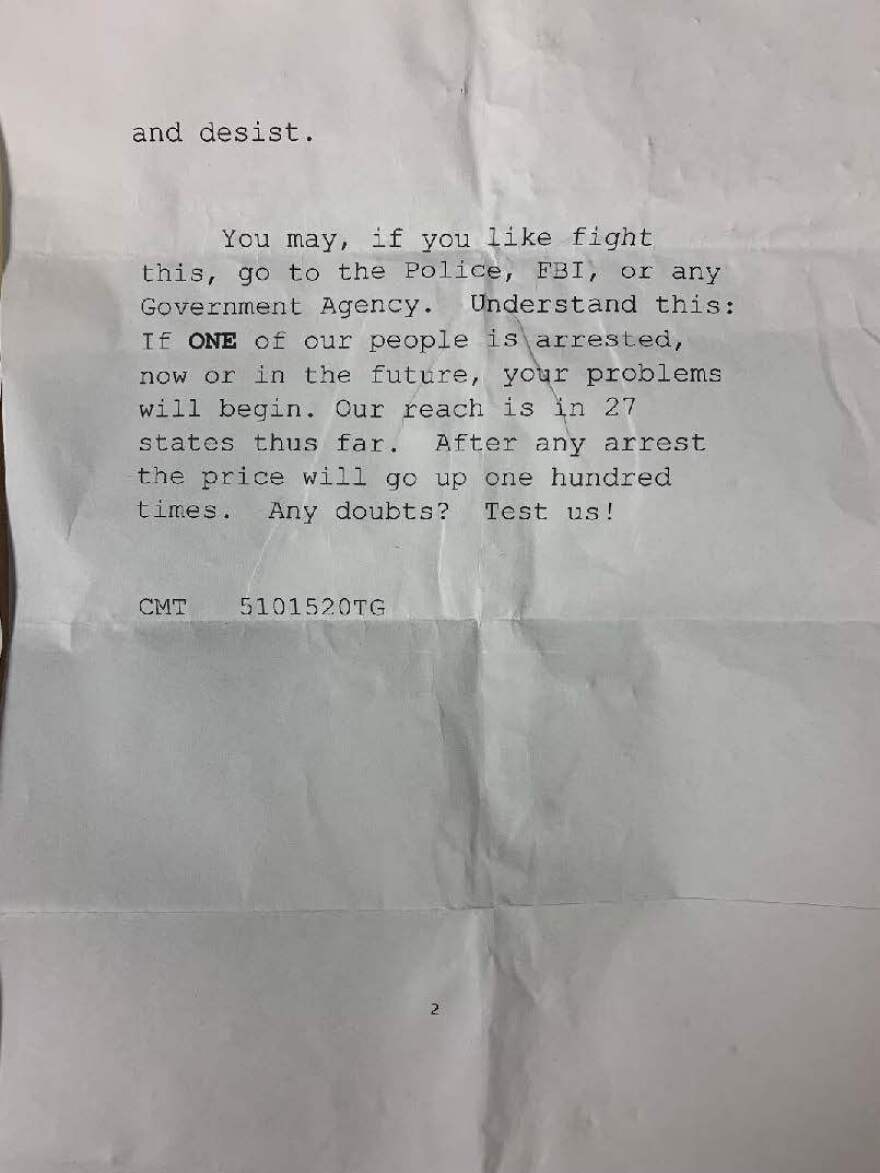 and desist.
You may, if you like fight
this, go to the Police, FBI, or any
Government Agency. Understand this:
If ONE of our people is arrested,
now or in the future, your problems
will begin. Our reach is in 27
states thus far. After any arrest
the price will go up one hundred
times. Any doubts? Test us!
CMT 5101520TG
2